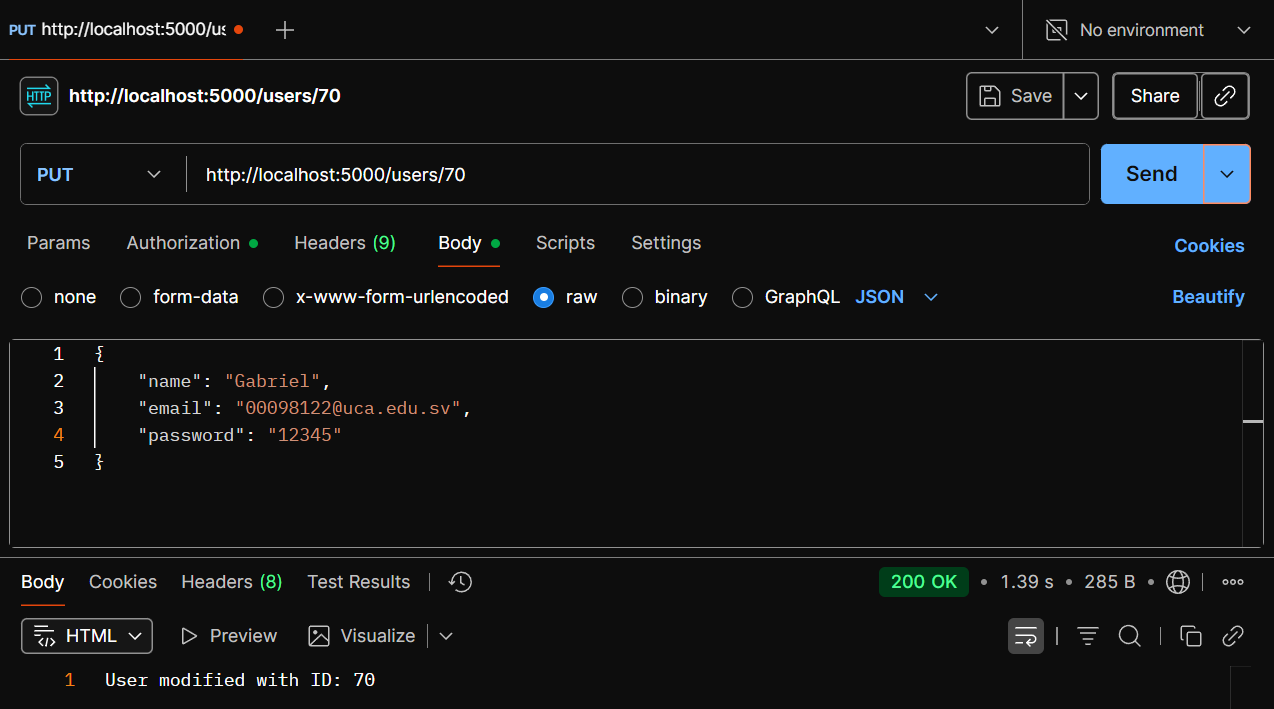 PUT http://localhost:5000/us
No environment
HTTP http://localhost:5000/users/70
Save
Share
PUT http://localhost:5000/users/70
Send
Params Authorization Headers (9) Body Scripts Settings Cookies
none form-data x-www-form-urlencoded raw binary GraphQL JSON Beautify
1 {
2 "name": "Gabriel",
3 "email": "00098122@uca.edu.sv",
4 "password": "12345"
5 }
Body Cookies Headers (8) Test Results 200 OK • 1.39 s • 285 B •
HTML Preview Visualize
1 User modified with ID: 70